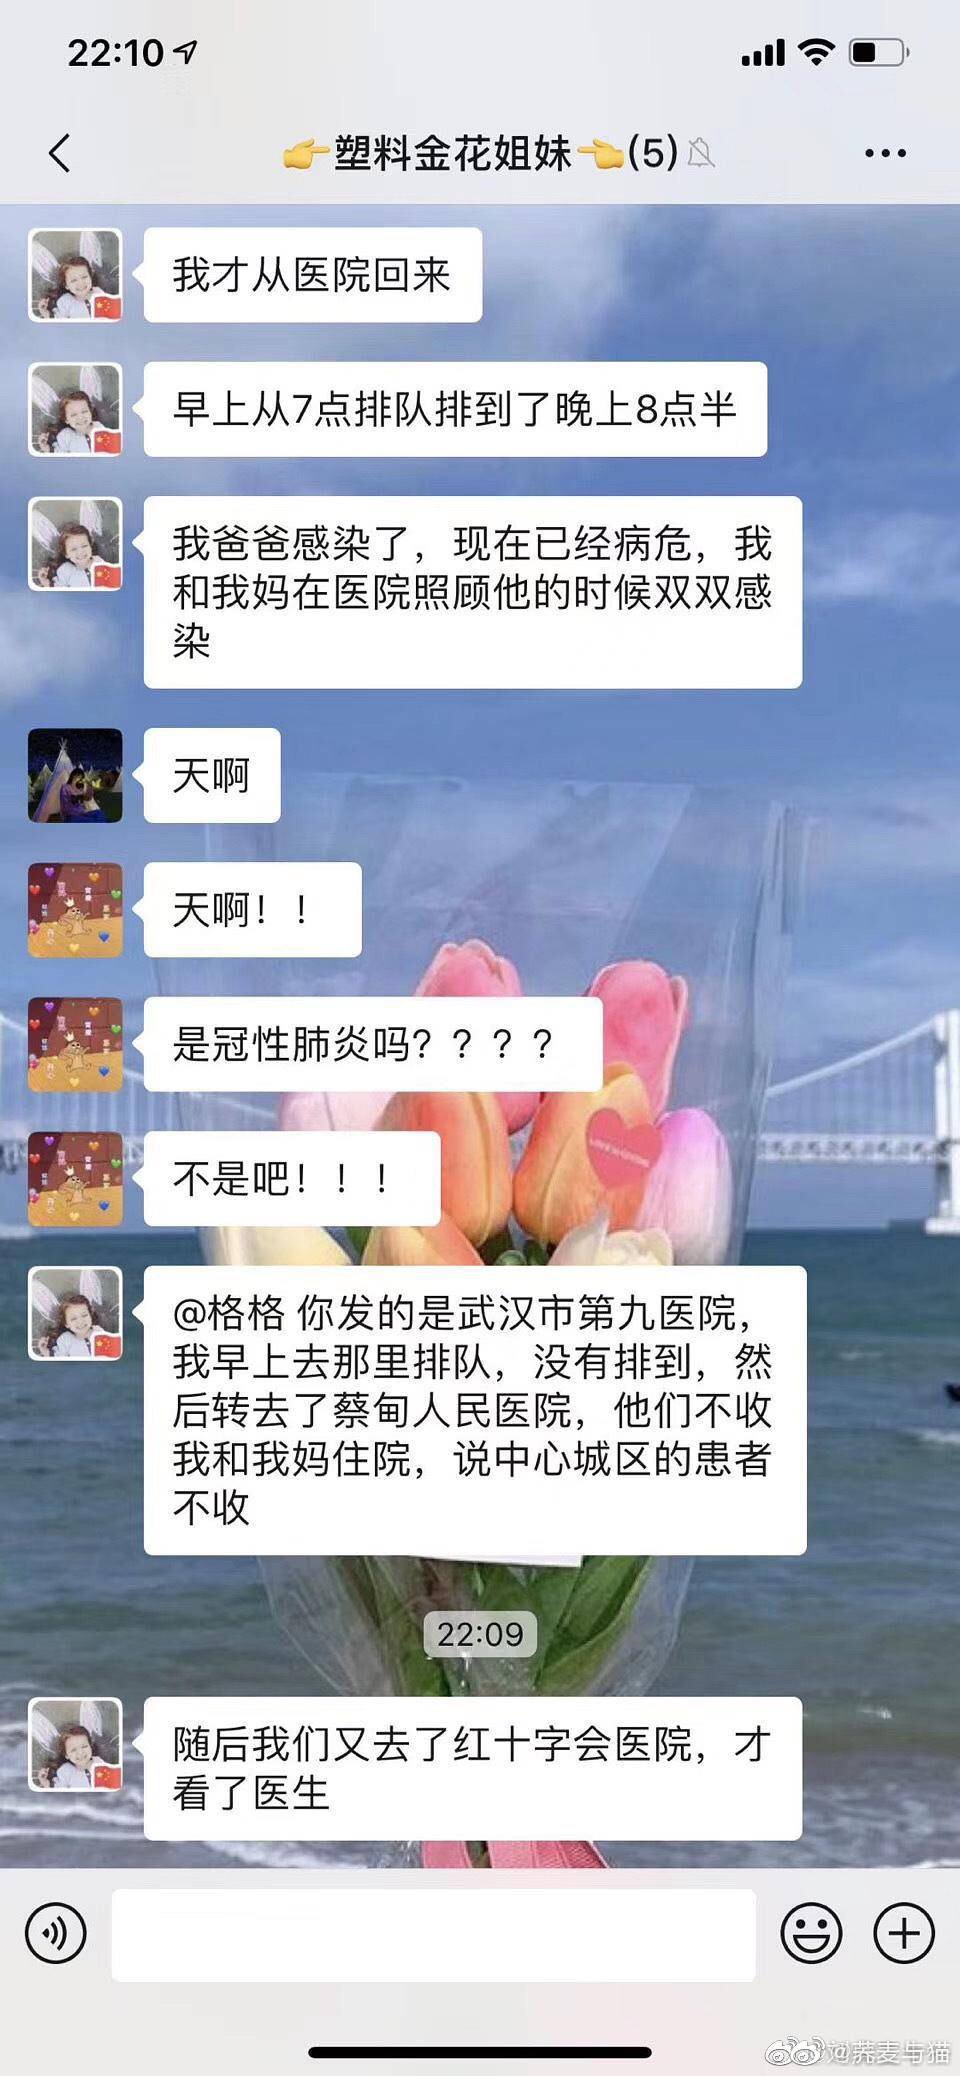 22:10
👉塑料金花姐妹👈(5)
我才从医院回来
早上从7点排队排到了晚上8点半
我爸爸感染了，现在已经病危，我
和我妈在医院照顾他的时候双双感
染
天啊
天啊！！
是冠性肺炎吗？？？？
不是吧！！！
@格格 你发的是武汉市第九医院，
我早上去那里排队，没有排到，然
后转去了蔡甸人民医院，他们不收
我和我妈住院，说中心城区的患者
不收
22:09
随后我们又去了红十字会医院，才
看了医生